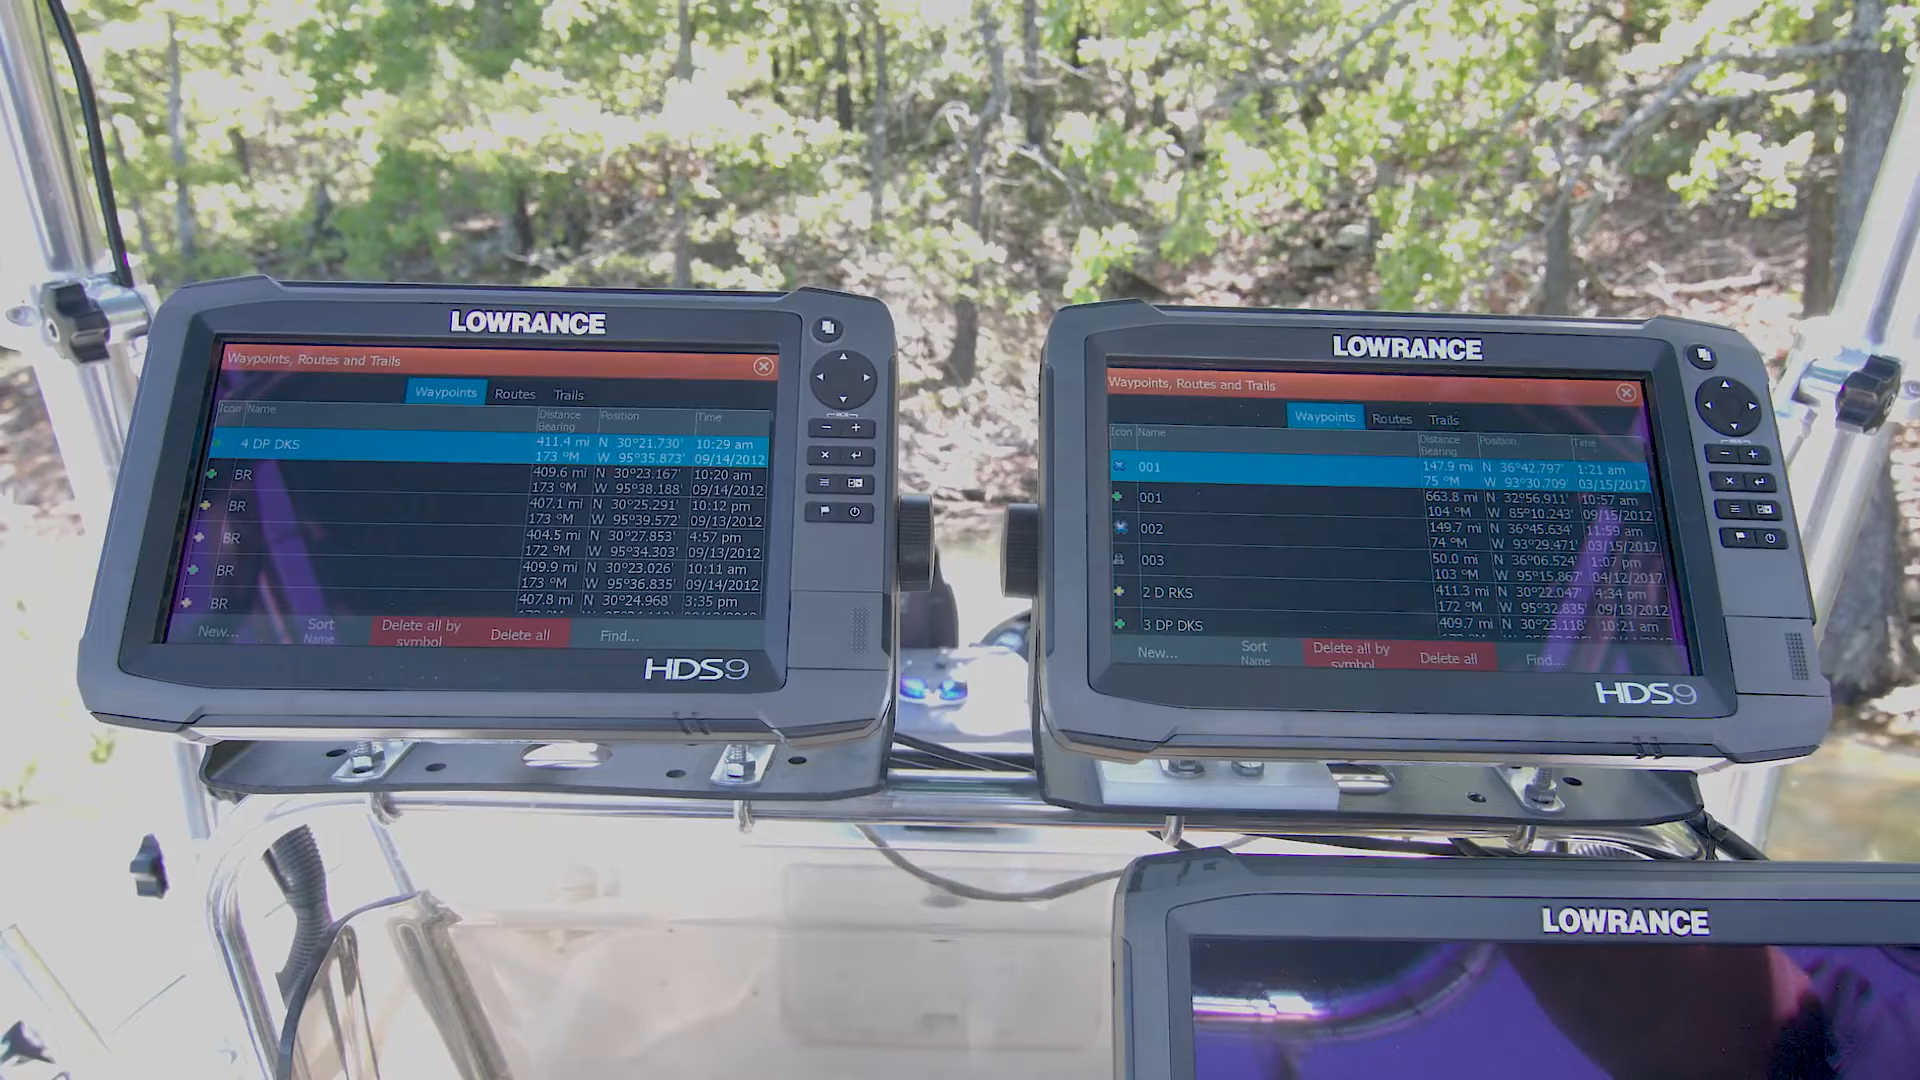 LOWRANCE
Waypoints, Routes and Trails
Waypoints Routes Trails
Icon Name Distance Bearing Position Time
4 DP DKS 411.4 mi N 30°21.730' 10:29 am
173 °M W 95°35.873' 09/14/2012
BR 409.6 mi N 30°23.167' 10:20 am
173 °M W 95°38.188' 09/14/2012
BR 407.1 mi N 30°25.291' 10:12 pm
173 °M W 95°39.572' 09/13/2012
BR 404.5 mi N 30°27.853' 4:57 pm
172 °M W 95°34.303' 09/13/2012
BR 409.9 mi N 30°23.026' 10:11 am
173 °M W 95°36.835' 09/14/2012
BR 407.8 mi N 30°24.968' 3:35 pm
New... Sort Name Delete all by symbol Delete all Find...
HDS9
LOWRANCE
Waypoints, Routes and Trails
Waypoints Routes Trails
Icon Name Distance Bearing Position Time
001 147.9 mi N 36°42.797' 1:21 am
75 °M W 93°30.709' 03/15/2017
001 663.8 mi N 32°56.911' 10:57 am
104 °M W 85°10.243' 09/15/2012
002 149.7 mi N 36°45.634' 11:59 am
74 °M W 93°29.471' 03/15/2017
003 50.0 mi N 36°06.524' 1:07 pm
103 °M W 95°15.867' 04/12/2017
2 D RKS 411.3 mi N 30°22.047' 4:34 pm
172 °M W 95°32.835' 09/13/2012
3 DP DKS 409.7 mi N 30°23.118' 10:21 am
New... Sort Name Delete all by symbol Delete all Find...
HDS9
LOWRANCE